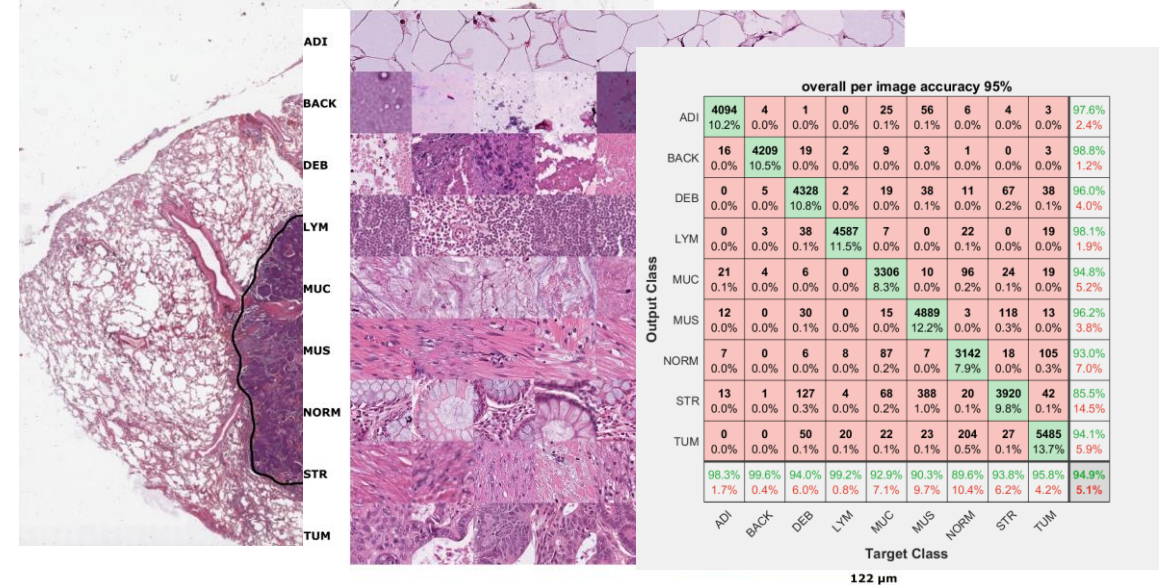 ADI
BACK
DEB
LYM
MUC
MUS
NORM
STR
TUM
overall per image accuracy 95%
Output Class
ADI 4094 4 1 0 25 56 6 4 3 97.6%
10.2% 0.0% 0.0% 0.0% 0.1% 0.1% 0.0% 0.0% 0.0% 2.4%
BACK 16 4209 19 2 9 3 1 0 3 98.8%
0.0% 10.5% 0.0% 0.0% 0.0% 0.0% 0.0% 0.0% 0.0% 1.2%
DEB 0 5 4328 2 19 38 11 67 38 96.0%
0.0% 0.0% 10.8% 0.0% 0.0% 0.1% 0.0% 0.2% 0.1% 4.0%
LYM 0 3 38 4587 7 0 22 0 19 98.1%
0.0% 0.0% 0.1% 11.5% 0.0% 0.0% 0.1% 0.0% 0.0% 1.9%
MUC 21 4 6 0 3306 10 96 24 19 94.8%
0.1% 0.0% 0.0% 0.0% 8.3% 0.0% 0.2% 0.1% 0.0% 5.2%
MUS 12 0 30 0 15 4889 3 118 13 96.2%
0.0% 0.0% 0.1% 0.0% 0.0% 12.2% 0.0% 0.3% 0.0% 3.8%
NORM 7 0 6 8 87 7 3142 18 105 93.0%
0.0% 0.0% 0.0% 0.0% 0.2% 0.0% 7.9% 0.0% 0.3% 7.0%
STR 13 1 127 4 68 388 20 3920 42 85.5%
0.0% 0.0% 0.3% 0.0% 0.2% 1.0% 0.1% 9.8% 0.1% 14.5%
TUM 0 0 50 20 22 23 204 27 5485 94.1%
0.0% 0.0% 0.1% 0.1% 0.1% 0.1% 0.5% 0.1% 13.7% 5.9%
98.3% 99.6% 94.0% 99.2% 92.9% 90.3% 89.6% 93.8% 95.8% 94.9%
1.7% 0.4% 6.0% 0.8% 7.1% 9.7% 10.4% 6.2% 4.2% 5.1%
ADI BACK DEB LYM MUC MUS NORM STR TUM
Target Class
122 µm